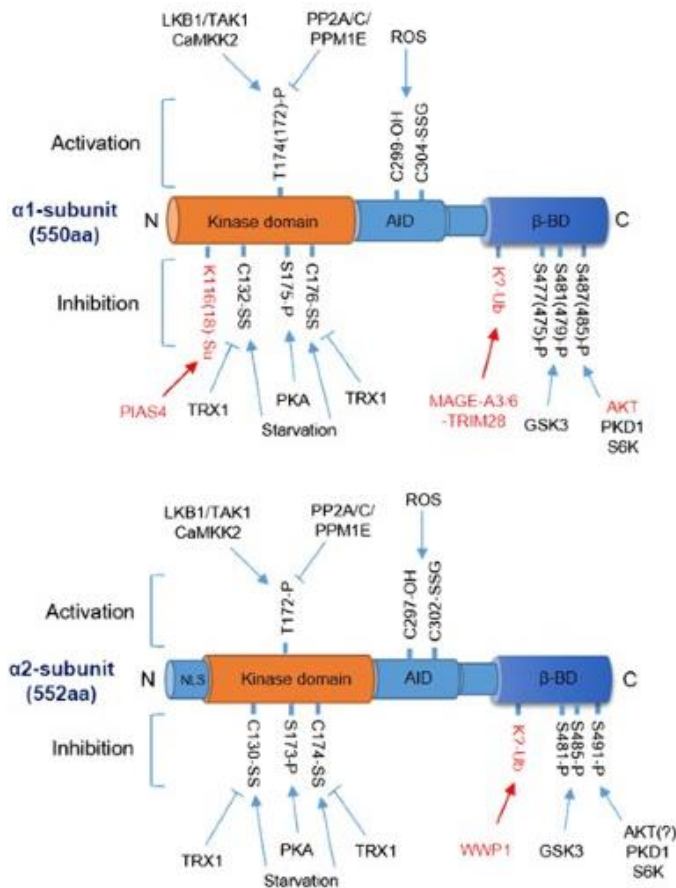 LKB1/TAK1
CaMKK2
PP2A/C/
PPM1E
ROS
Activation
T174(172)-P
C299-OH
C304-SSG
α1-subunit
(550aa)
N
Kinase domain
AID
β-BD
C
Inhibition
K116(18)-Su
C132-SS
S175-P
C176-SS
K?-Ub
S477(475)-P
S481(479)-P
S487(485)-P
PIAS4
TRX1
PKA
Starvation
TRX1
MAGE-A3/6
-TRIM28
GSK3
AKT
PKD1
S6K
LKB1/TAK1
CaMKK2
PP2A/C/
PPM1E
ROS
Activation
T172-P
C297-OH
C302-SSG
α2-subunit
(552aa)
N
NLS
Kinase domain
AID
β-BD
C
Inhibition
C130-SS
S173-P
C174-SS
K?-Ub
S481-P
S485-P
S491-P
TRX1
PKA
Starvation
TRX1
WWP1
GSK3
AKT(?)
PKD1
S6K